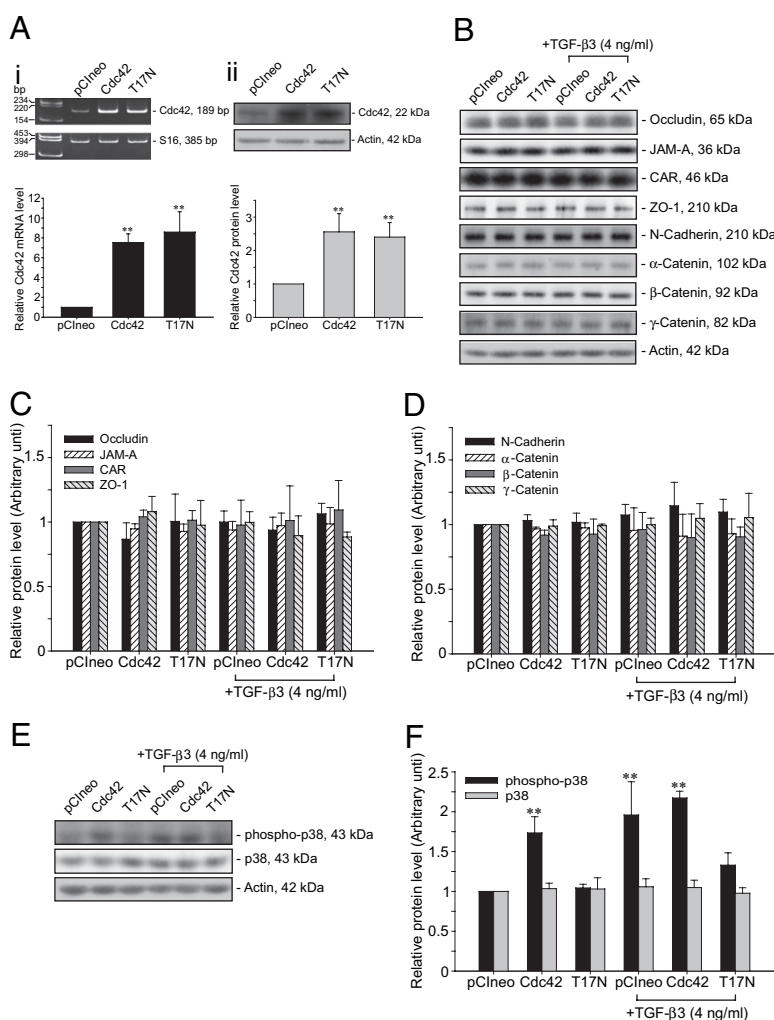 A
i
pCIneo
Cdc42
T17N
bp
234
220
154
Cdc42, 189 bp
453
394
298
S16, 385 bp
Relative Cdc42 mRNA level
10
8
7
6
5
4
3
2
1
0
**
**
pCIneo Cdc42 T17N
ii
pCIneo
Cdc42
T17N
Cdc42, 22 kDa
Actin, 42 kDa
Relative Cdc42 protein level
3
2
1
0
**
**
pCIneo Cdc42 T17N
B
+TGF-β3 (4 ng/ml)
pCIneo
Cdc42
T17N
pCIneo
Cdc42
T17N
- Occludin, 65 kDa
- JAM-A, 36 kDa
- CAR, 46 kDa
- ZO-1, 210 kDa
- N-Cadherin, 210 kDa
- α-Catenin, 102 kDa
- β-Catenin, 92 kDa
- γ-Catenin, 82 kDa
- Actin, 42 kDa
C
Relative protein level (Arbitrary unti)
1.5
1
0.5
0
Occludin
JAM-A
CAR
ZO-1
pCIneo Cdc42 T17N pCIneo Cdc42 T17N
+TGF-β3 (4 ng/ml)
D
Relative protein level (Arbitrary unti)
1.5
1
0.5
0
N-Cadherin
α-Catenin
β-Catenin
γ-Catenin
pCIneo Cdc42 T17N pCIneo Cdc42 T17N
+TGF-β3 (4 ng/ml)
E
+TGF-β3 (4 ng/ml)
pCIneo
Cdc42
T17N
pCIneo
Cdc42
T17N
- phospho-p38, 43 kDa
- p38, 43 kDa
- Actin, 42 kDa
F
Relative protein level (Arbitrary unti)
2.5
2
1.5
1
0.5
0
phospho-p38
p38
**
**
**
pCIneo Cdc42 T17N pCIneo Cdc42 T17N
+TGF-β3 (4 ng/ml)